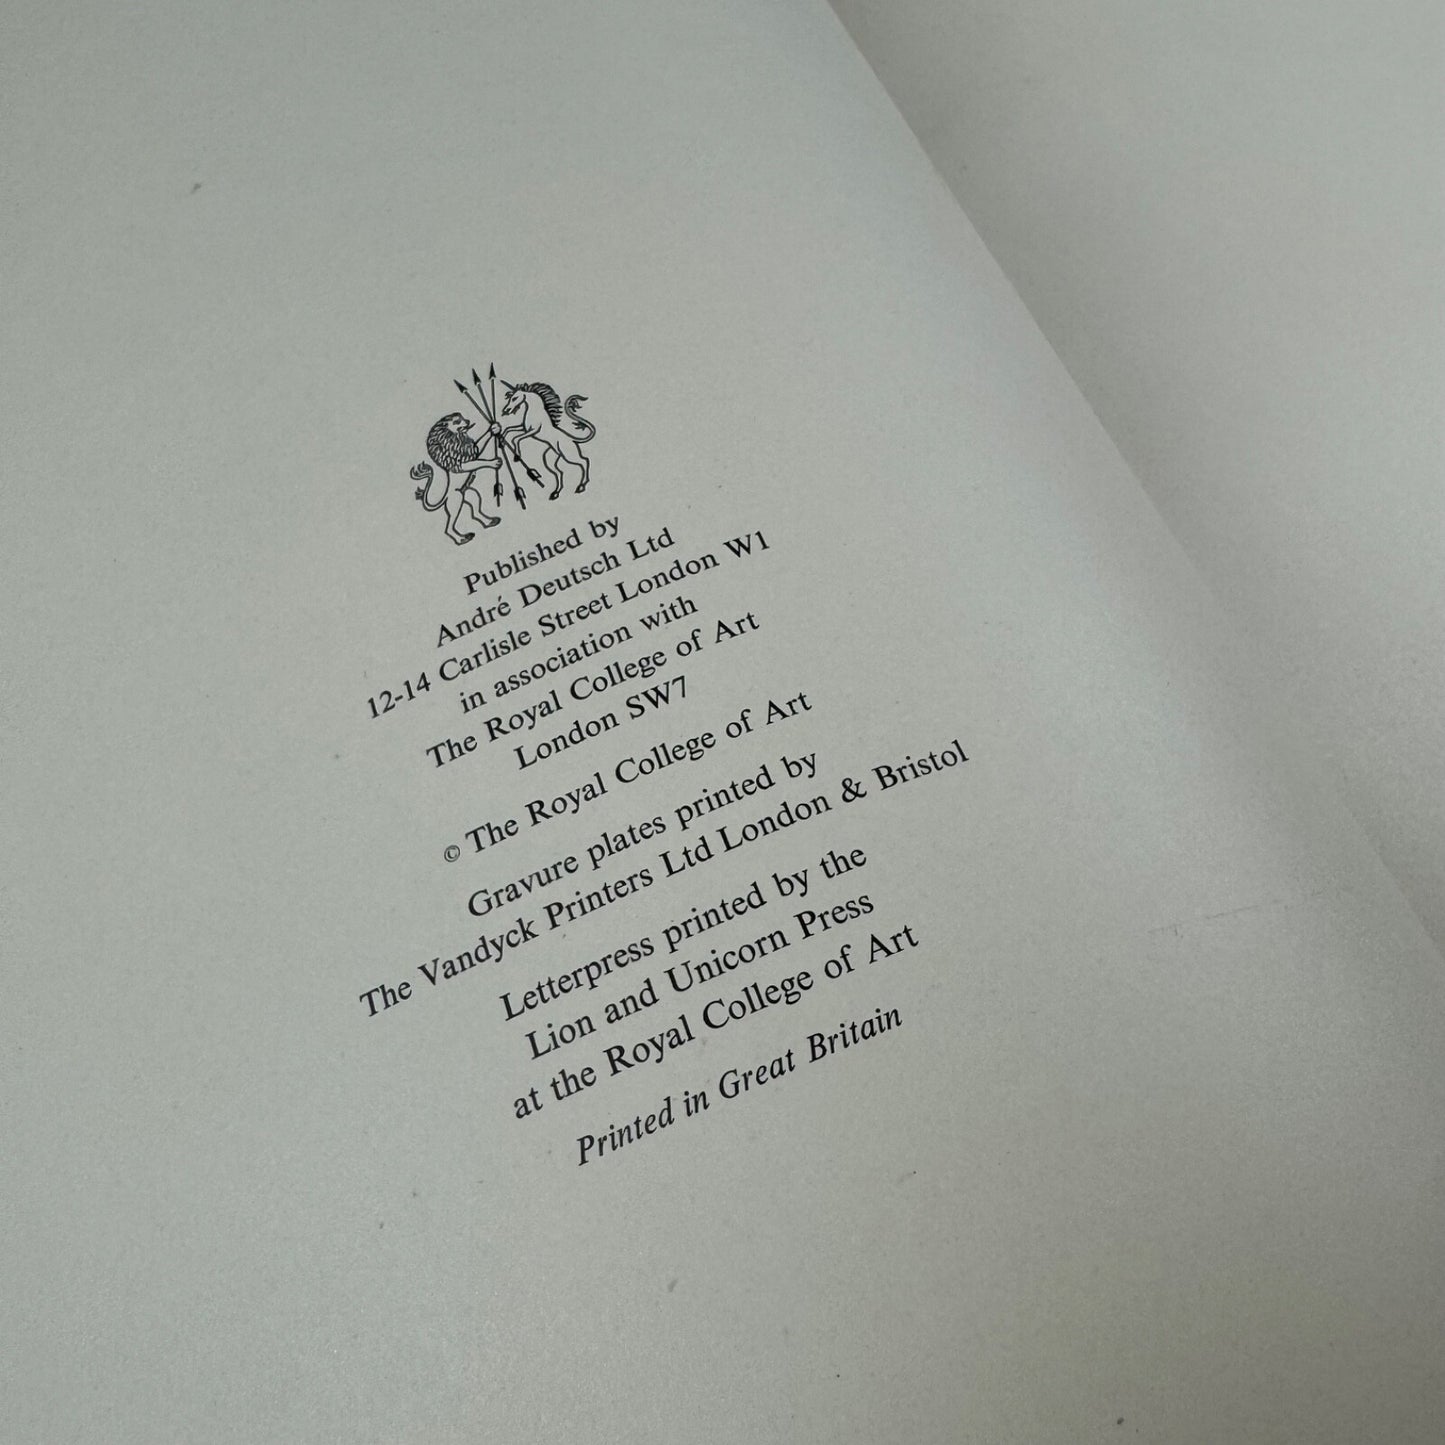 Published by
André Deutsch Ltd
12-14 Carlisle Street London W1
in association with
The Royal College of Art
London SW7
© The Royal College of Art
Gravure plates printed by
The Vandyck Printers Ltd London & Bristol
Letterpress printed by the
Lion and Unicorn Press
at the Royal College of Art
Printed in Great Britain